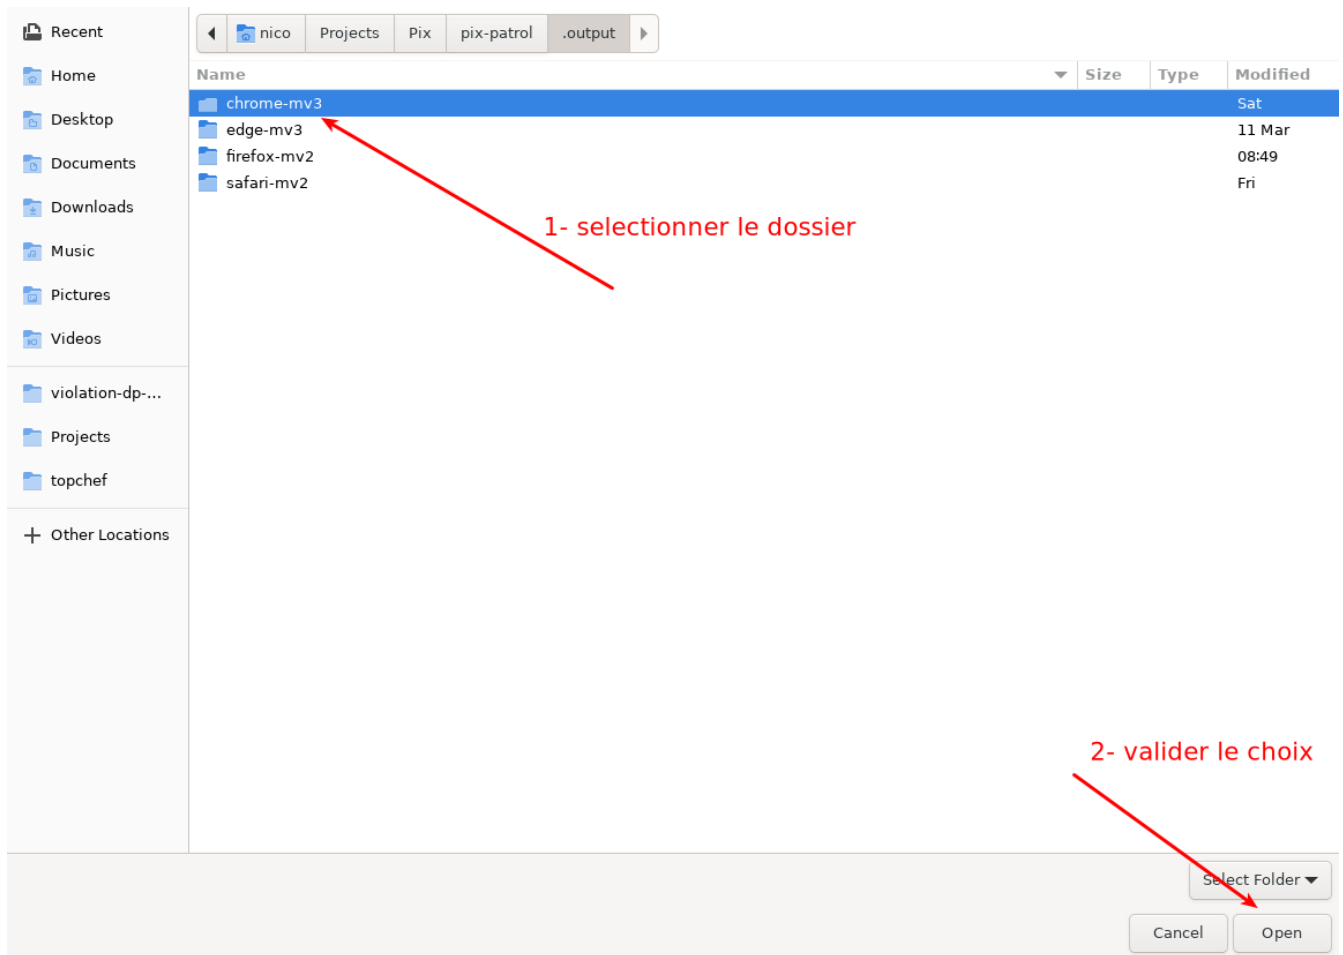 Recent
nico Projects Pix pix-patrol .output
Name Size Type Modified
Home
chrome-mv3 Sat
Desktop
edge-mv3 11 Mar
firefox-mv2 08:49
Documents
safari-mv2 Fri
Downloads
1- selectionner le dossier
Music
Pictures
Videos
violation-dp-...
Projects
topchef
Other Locations
2- valider le choix
Select Folder
Cancel Open